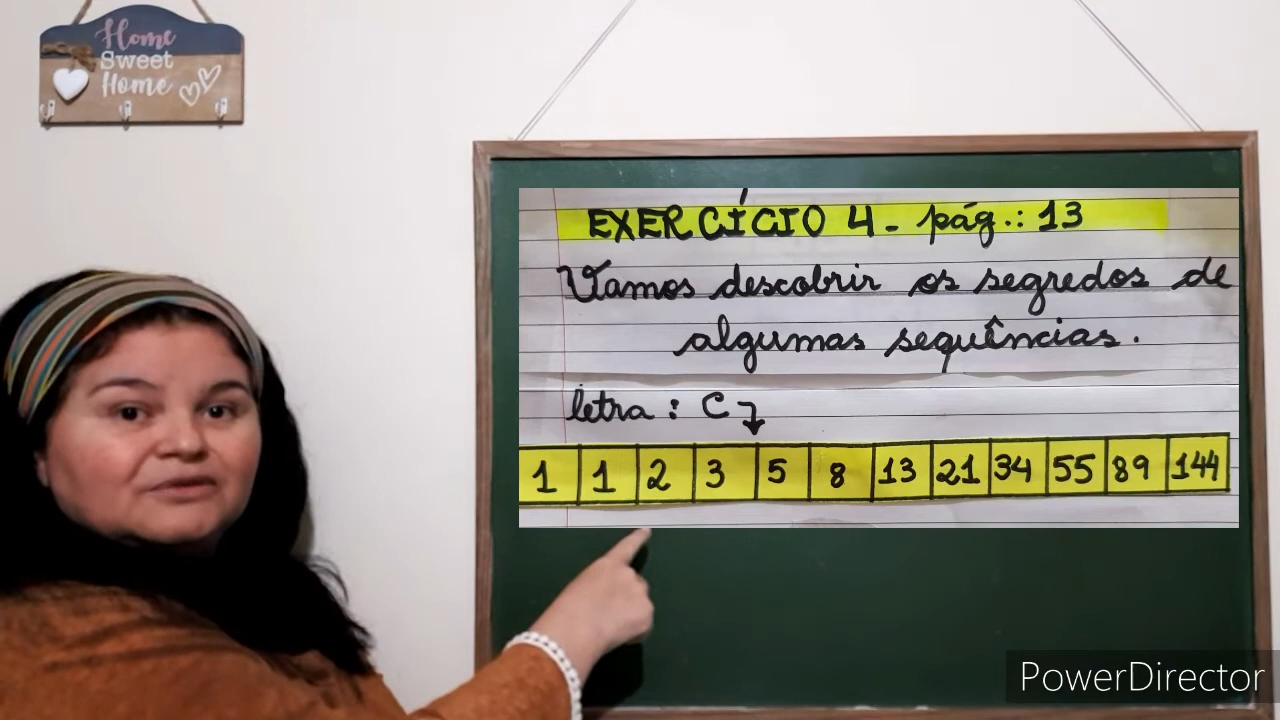 Home
Sweet
Home
EXERCÍCIO 4 - pág.: 13
Vamos descobrir os segredos de
algumas sequências.
letra : C
1 1 2 3 5 8 13 21 34 55 89 144
PowerDirector